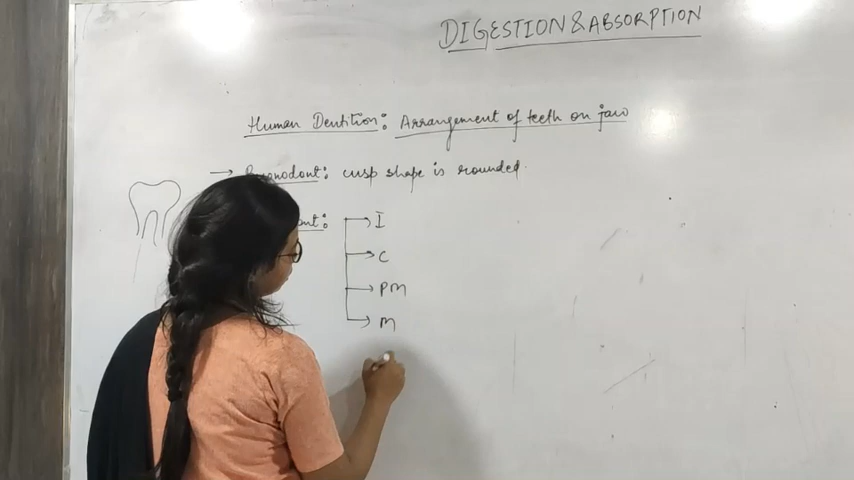 DIGESTION & ABSORPTION
Human Dentition: Arrangement of teeth on jaw
→ cusp shape is rounded.
→ I
→ C
→ PM
→ M